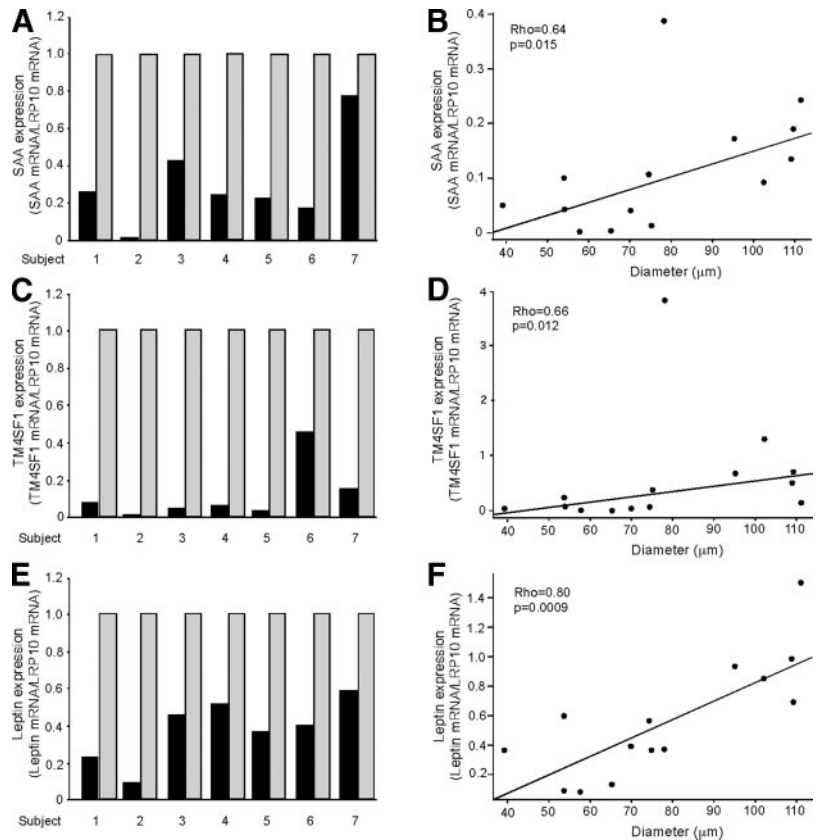 A
SAA expression
(SAA mRNA/LRP10 mRNA)
1.2
1.0
0.8
0.6
0.4
0.2
0
Subject 1 2 3 4 5 6 7
B
SAA expression
(SAA mRNA/LRP10 mRNA)
0.4
0.3
0.2
0.1
0
Rho=0.64
p=0.015
40 50 60 70 80 90 100 110
Diameter (μm)
C
TM4SF1 expression
(TM4SF1 mRNA/LRP10 mRNA)
1.2
1.0
0.8
0.6
0.4
0.2
0
Subject 1 2 3 4 5 6 7
D
TM4SF1 expression
(TM4SF1 mRNA/LRP10 mRNA)
4
3
2
1
0
Rho=0.66
p=0.012
40 50 60 70 80 90 100 110
Diameter (μm)
E
Leptin expression
(Leptin mRNA/LRP10 mRNA)
1.2
1.0
0.8
0.6
0.4
0.2
0
Subject 1 2 3 4 5 6 7
F
Leptin expression
(Leptin mRNA/LRP10 mRNA)
1.4
1.2
1.0
0.8
0.6
0.4
0.2
Rho=0.80
p=0.0009
40 50 60 70 80 90 100 110
Diameter (μm)